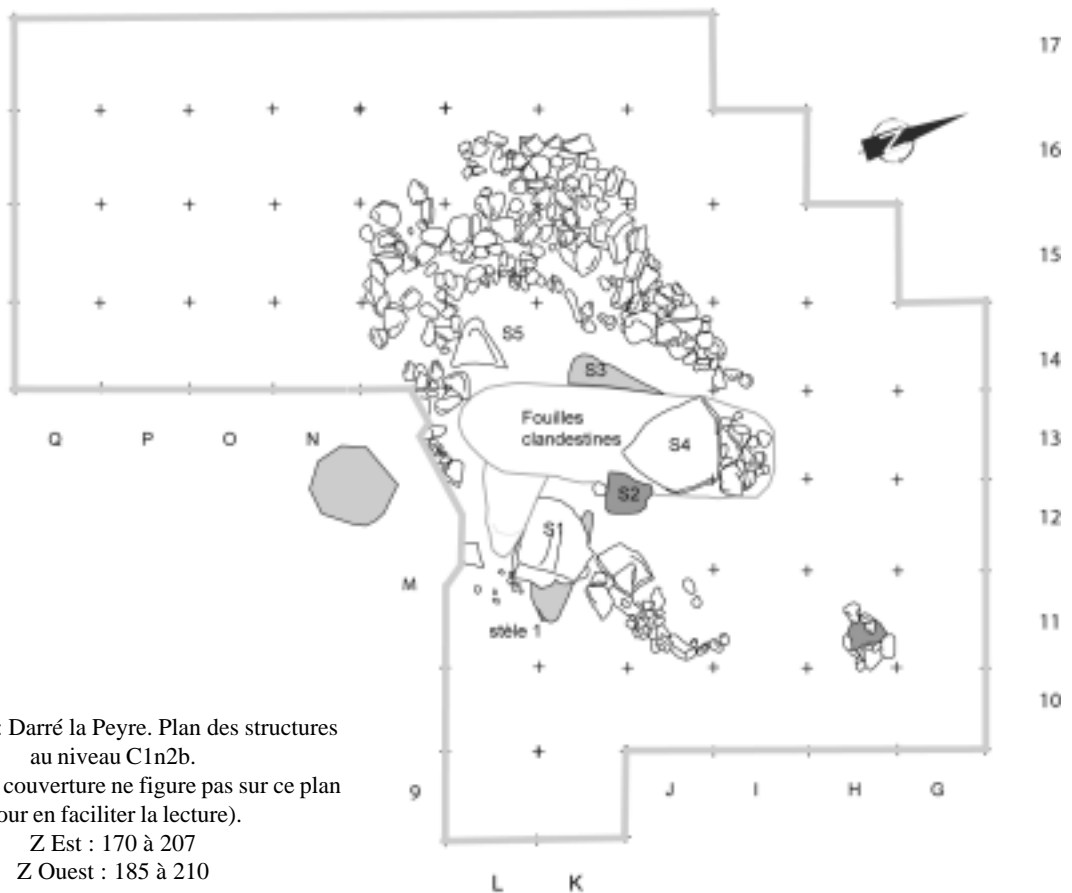 17
16
15
S5
14
S3
Fouilles
clandestines
S4
Q P O N
13
S2
12
S1
M
11
stèle 1
10
: Darré la Peyre. Plan des structures
au niveau C1n2b.
couverture ne figure pas sur ce plan
our en faciliter la lecture).
9
J I H G
Z Est : 170 à 207
Z Ouest : 185 à 210
L K